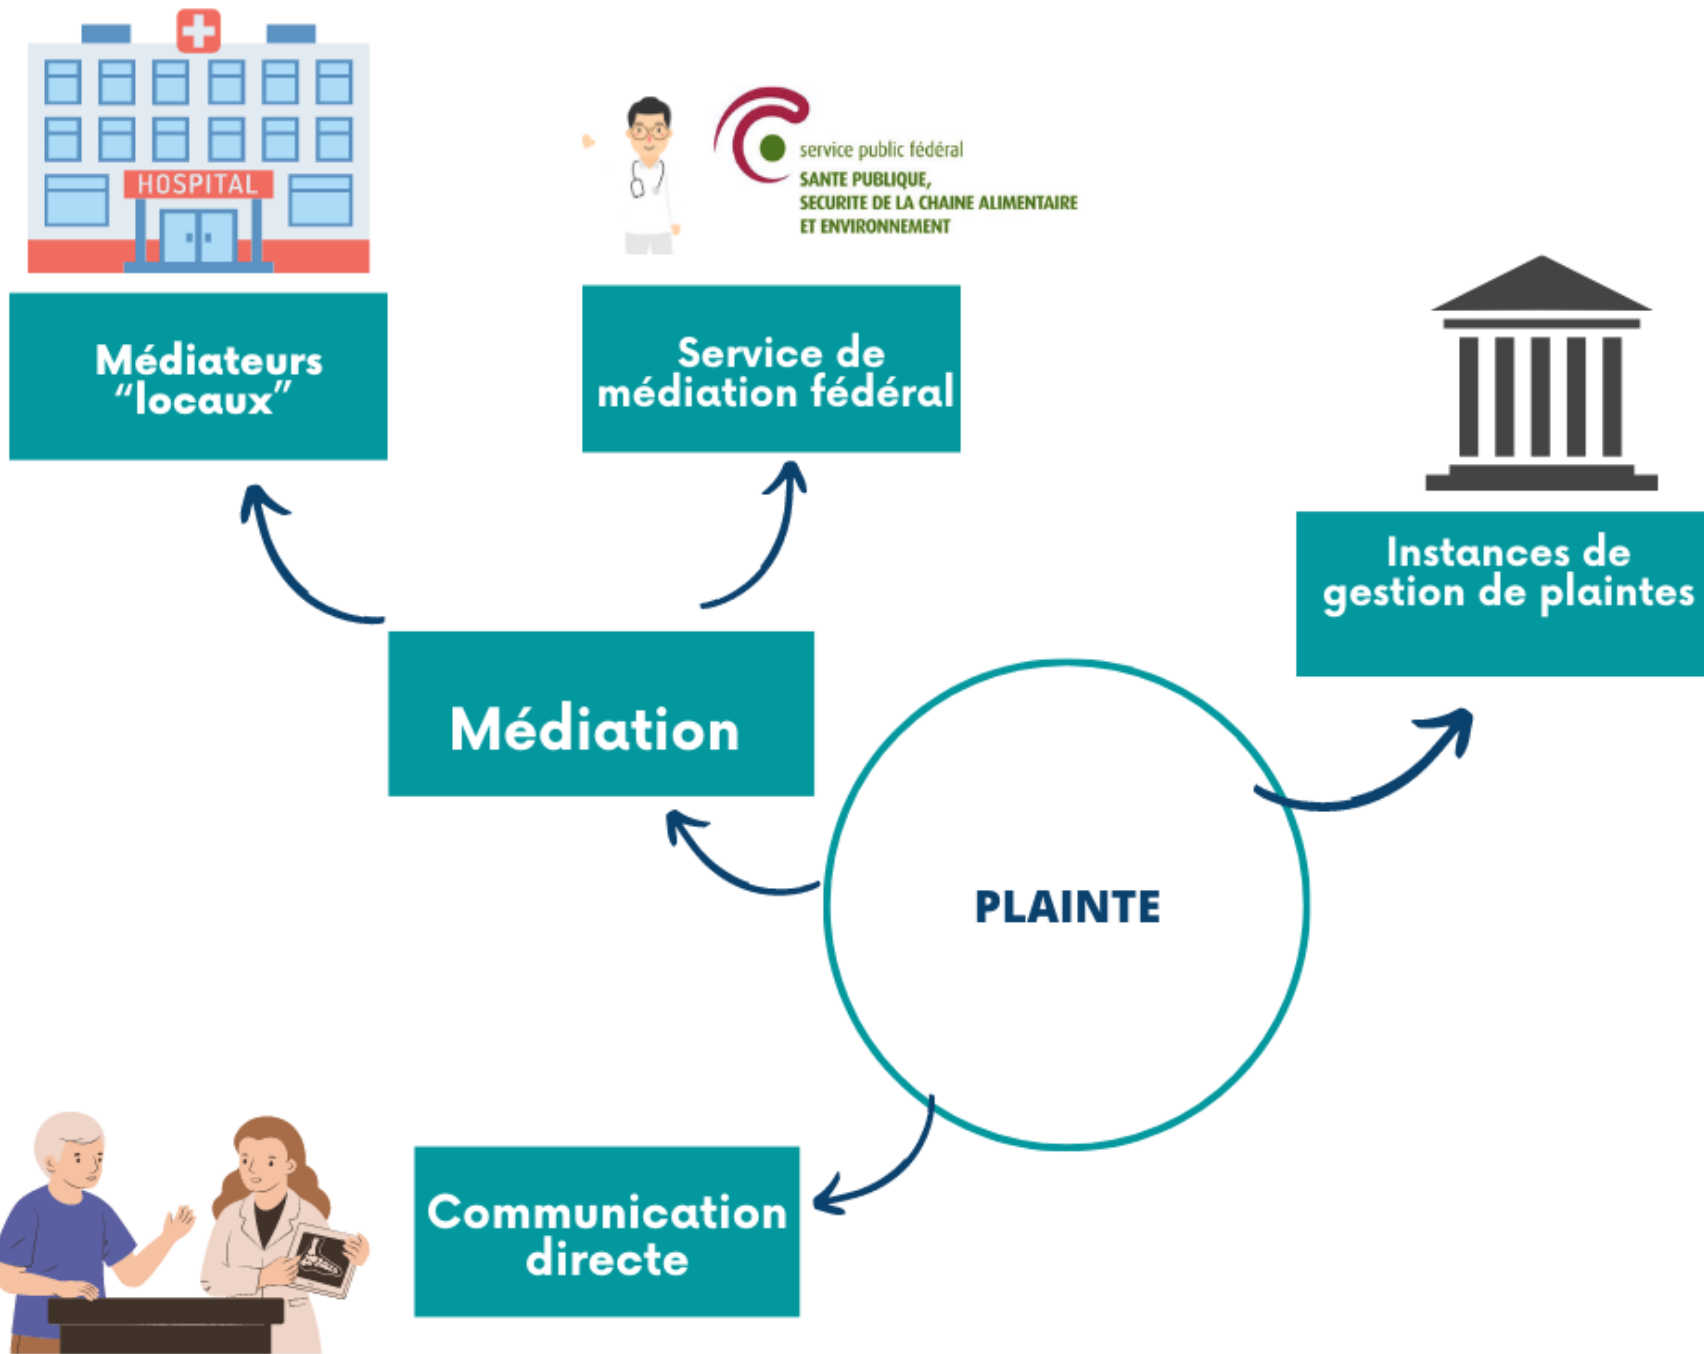 HOSPITAL
service public fédéral
SANTE PUBLIQUE,
SECURITE DE LA CHAINE ALIMENTAIRE
ET ENVIRONNEMENT
Médiateurs
“locaux”
Service de
médiation fédéral
Instances de
gestion de plaintes
Médiation
PLAINTE
Communication
directe